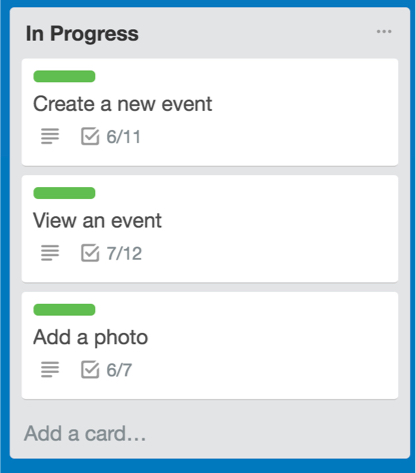 In Progress
Create a new event
6/11
View an event
7/12
Add a photo
6/7
Add a card…